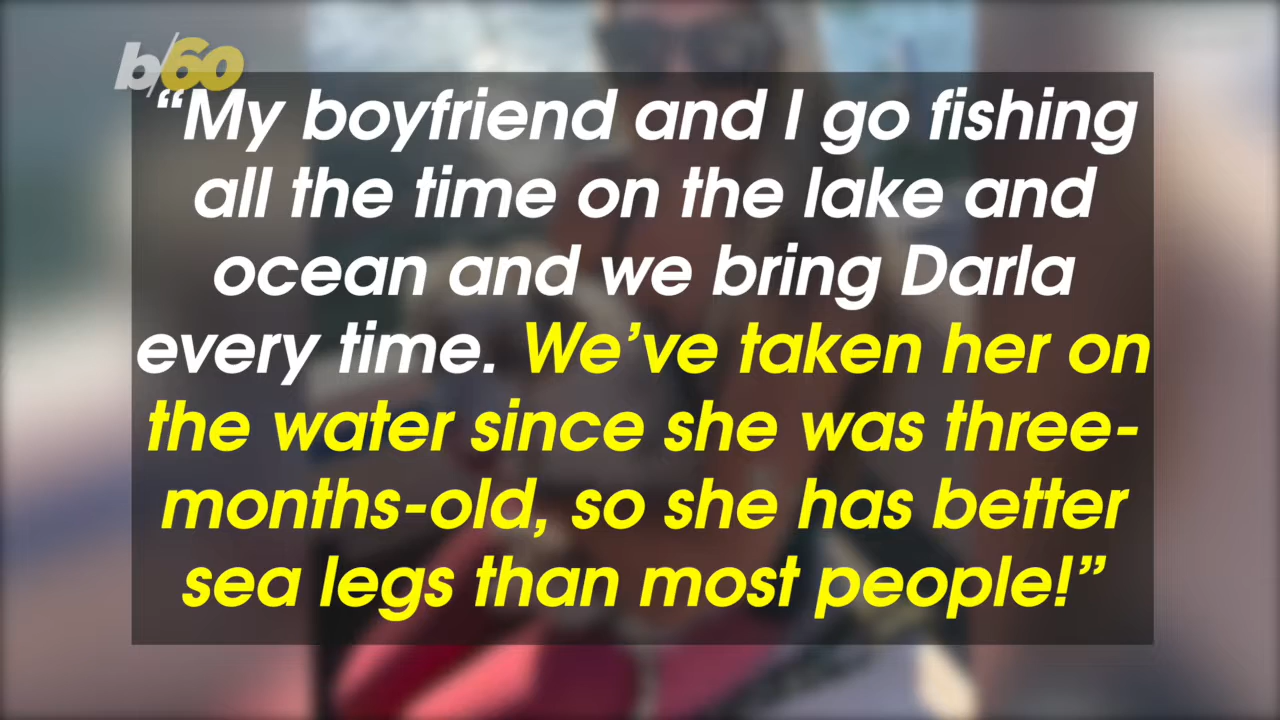 b/60
“My boyfriend and I go fishing
all the time on the lake and
ocean and we bring Darla
every time. We’ve taken her on
the water since she was three-
months-old, so she has better
sea legs than most people!”